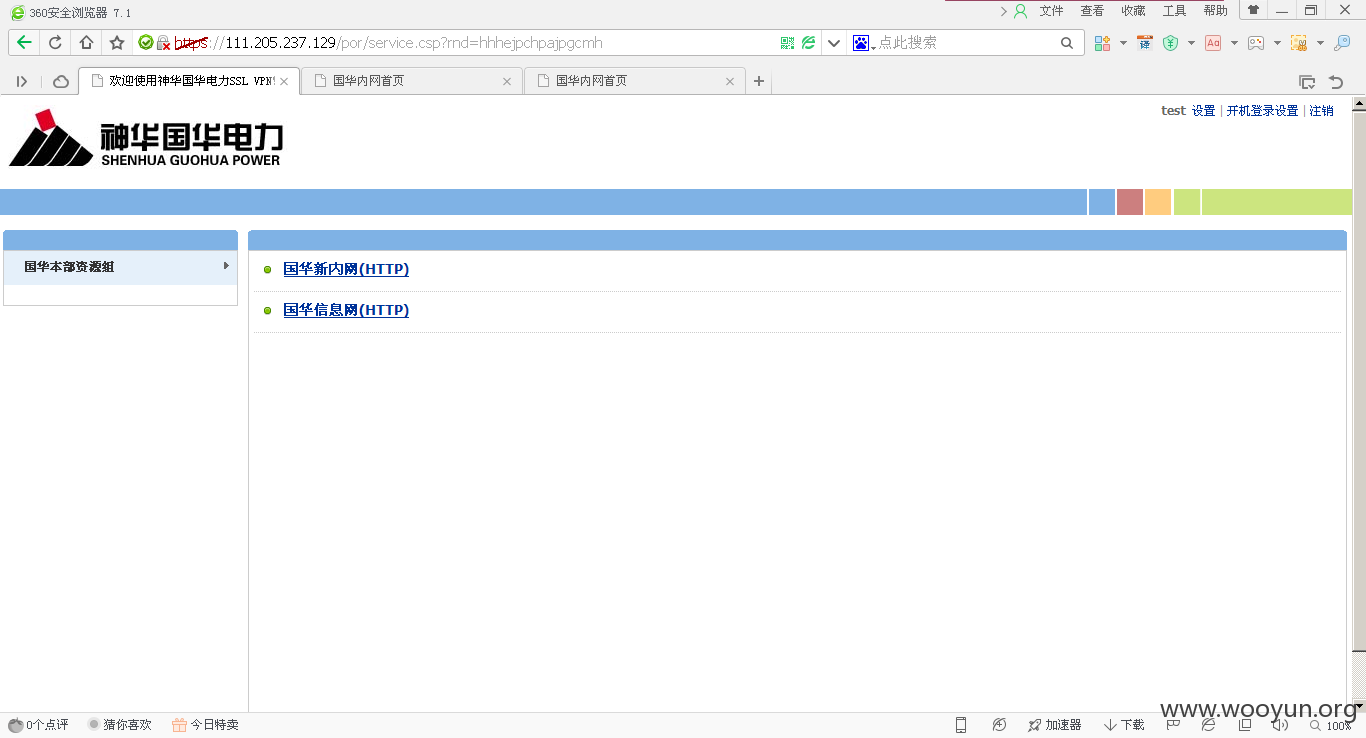 360安全浏览器 7.1
文件 查看 收藏 工具 帮助
https://111.205.237.129/por/service.csp?rnd=hhhejpchpajpgcmh
点此搜索
译
Aa
欢迎使用神华国华电力SSL VPN
国华内网首页
国华内网首页
test 设置 | 开机登录设置 | 注销
神华国华电力
SHENHUA GUOHUA POWER
国华本部资源组
国华新内网(HTTP)
国华信息网(HTTP)
www.wooyun.org
0个点评 猜你喜欢 今日特卖
加速器 下载 100%